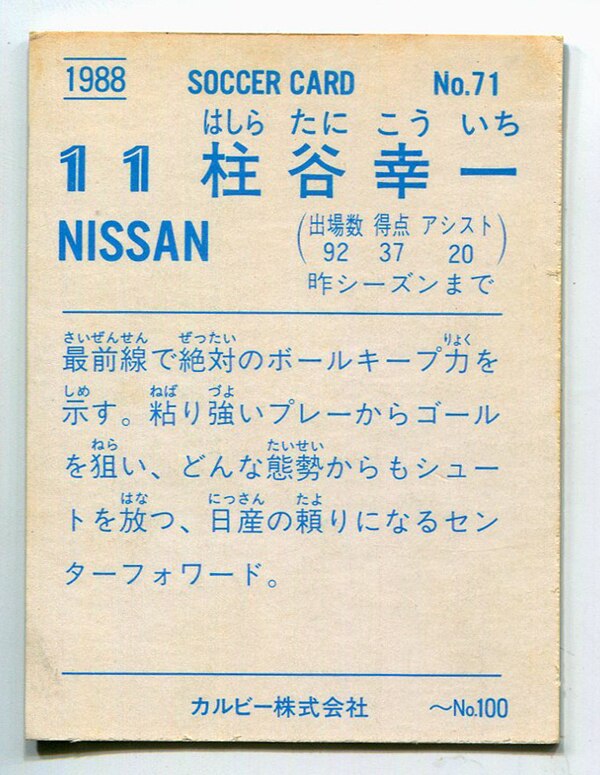 1988 SOCCER CARD No.71
はしら たに こう いち
11 柱谷幸一
NISSAN
出場数 得点 アシスト
92 37 20
昨シーズンまで
さいぜんせん ぜったい りょく
最前線で絶対のボールキープ力を
しめ ねば づよ
示す。粘り強いプレーからゴール
ねら たいせい
を狙い、どんな態勢からもシュー
はな にっさん たよ
トを放つ、日産の頼りになるセン
ターフォワード。
カルビー株式会社 〜No.100